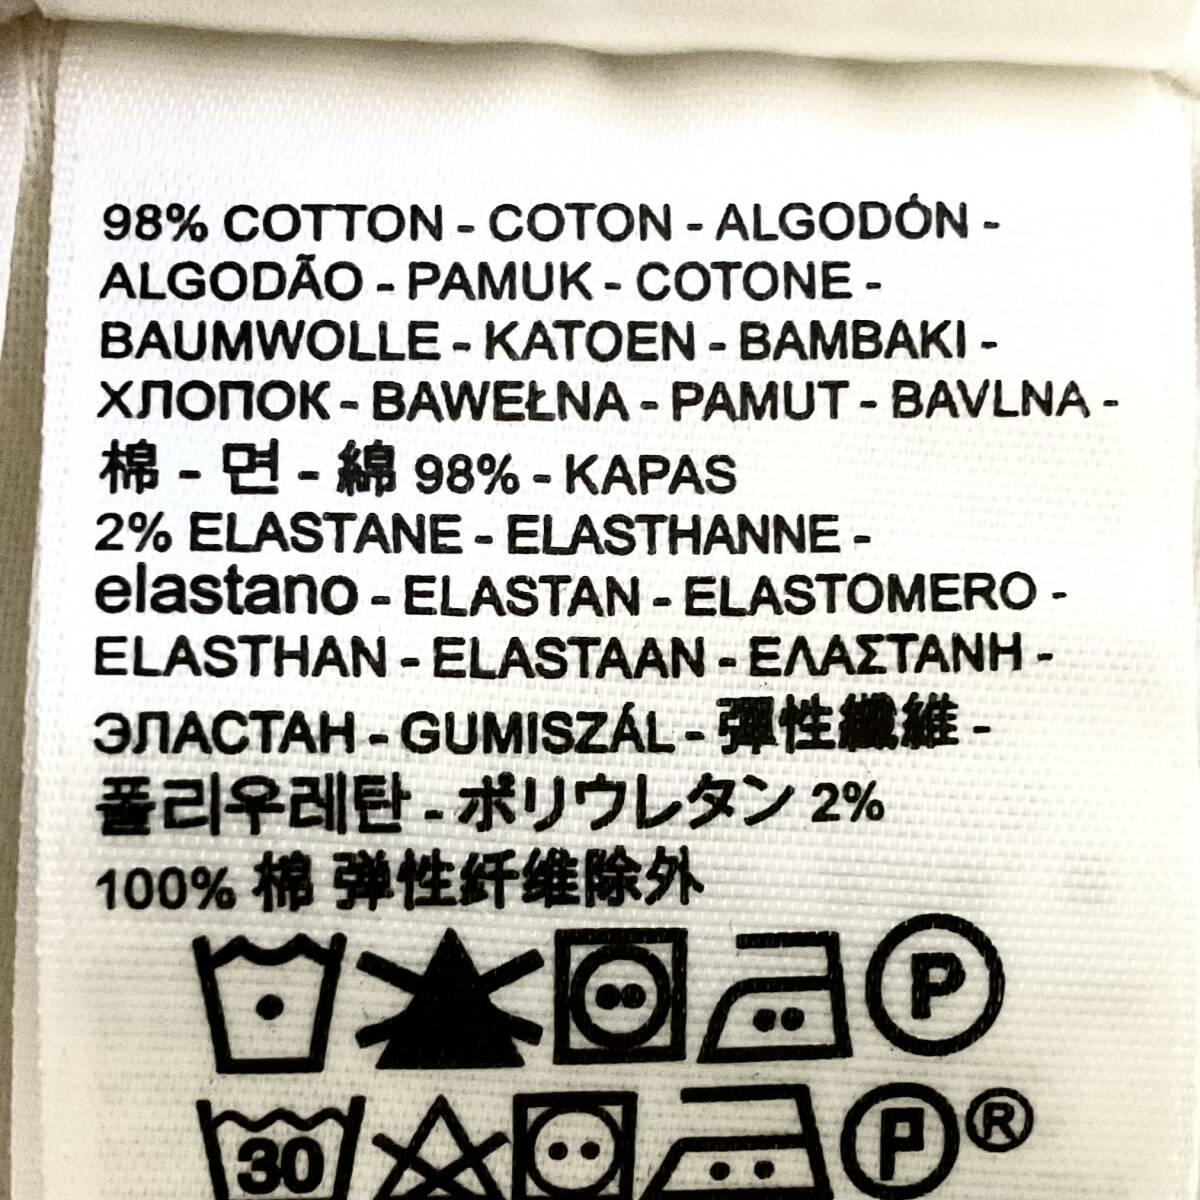 98% COTTON - COTON - ALGODÓN -
ALGODÃO - PAMUK - COTONE -
BAUMWOLLE - KATOEN - BAMBAKI -
ХЛОПОК - BAWEŁNA - PAMUT - BAVLNA -
棉 - 면 - 綿 98% - KAPAS
2% ELASTANE - ELASTHANNE -
elastano - ELASTAN - ELASTOMERO -
ELASTHAN - ELASTAAN - ΕΛΑΣΤΑΝΗ -
ЭЛАСТАН - GUMISZÁL - 彈性纖維 -
폴리우레탄 - ポリウレタン 2%
100% 棉 弹性纤维除外
P
30 P ®